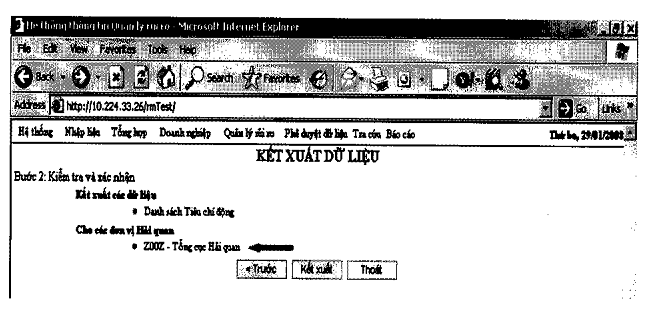 Hệ thống thông tin Quản lý rủi ro - Microsoft Internet Explorer
File Edit View Favorites Tools Help
Back Search Favorites
Address http://10.224.33.26/rmTest/ Go Links »
Hệ thống Nhập liệu Tổng hợp Doanh nghiệp Quản lý rủi ro Phê duyệt dữ liệu Tra cứu Báo cáo Thứ ba, 29/01/2008
KẾT XUẤT DỮ LIỆU
Bước 2: Kiểm tra và xác nhận
Kết xuất các dữ liệu
• Danh sách Tiêu chí động
Cho các đơn vị Hải quan
• Z00Z - Tổng cục Hải quan
« Trước Kết xuất Thoát